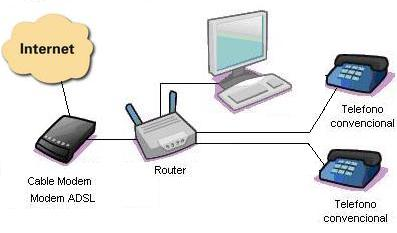 Internet
Cable Modem
Modem ADSL
Router
Telefono
convencional
Telefono
convencional